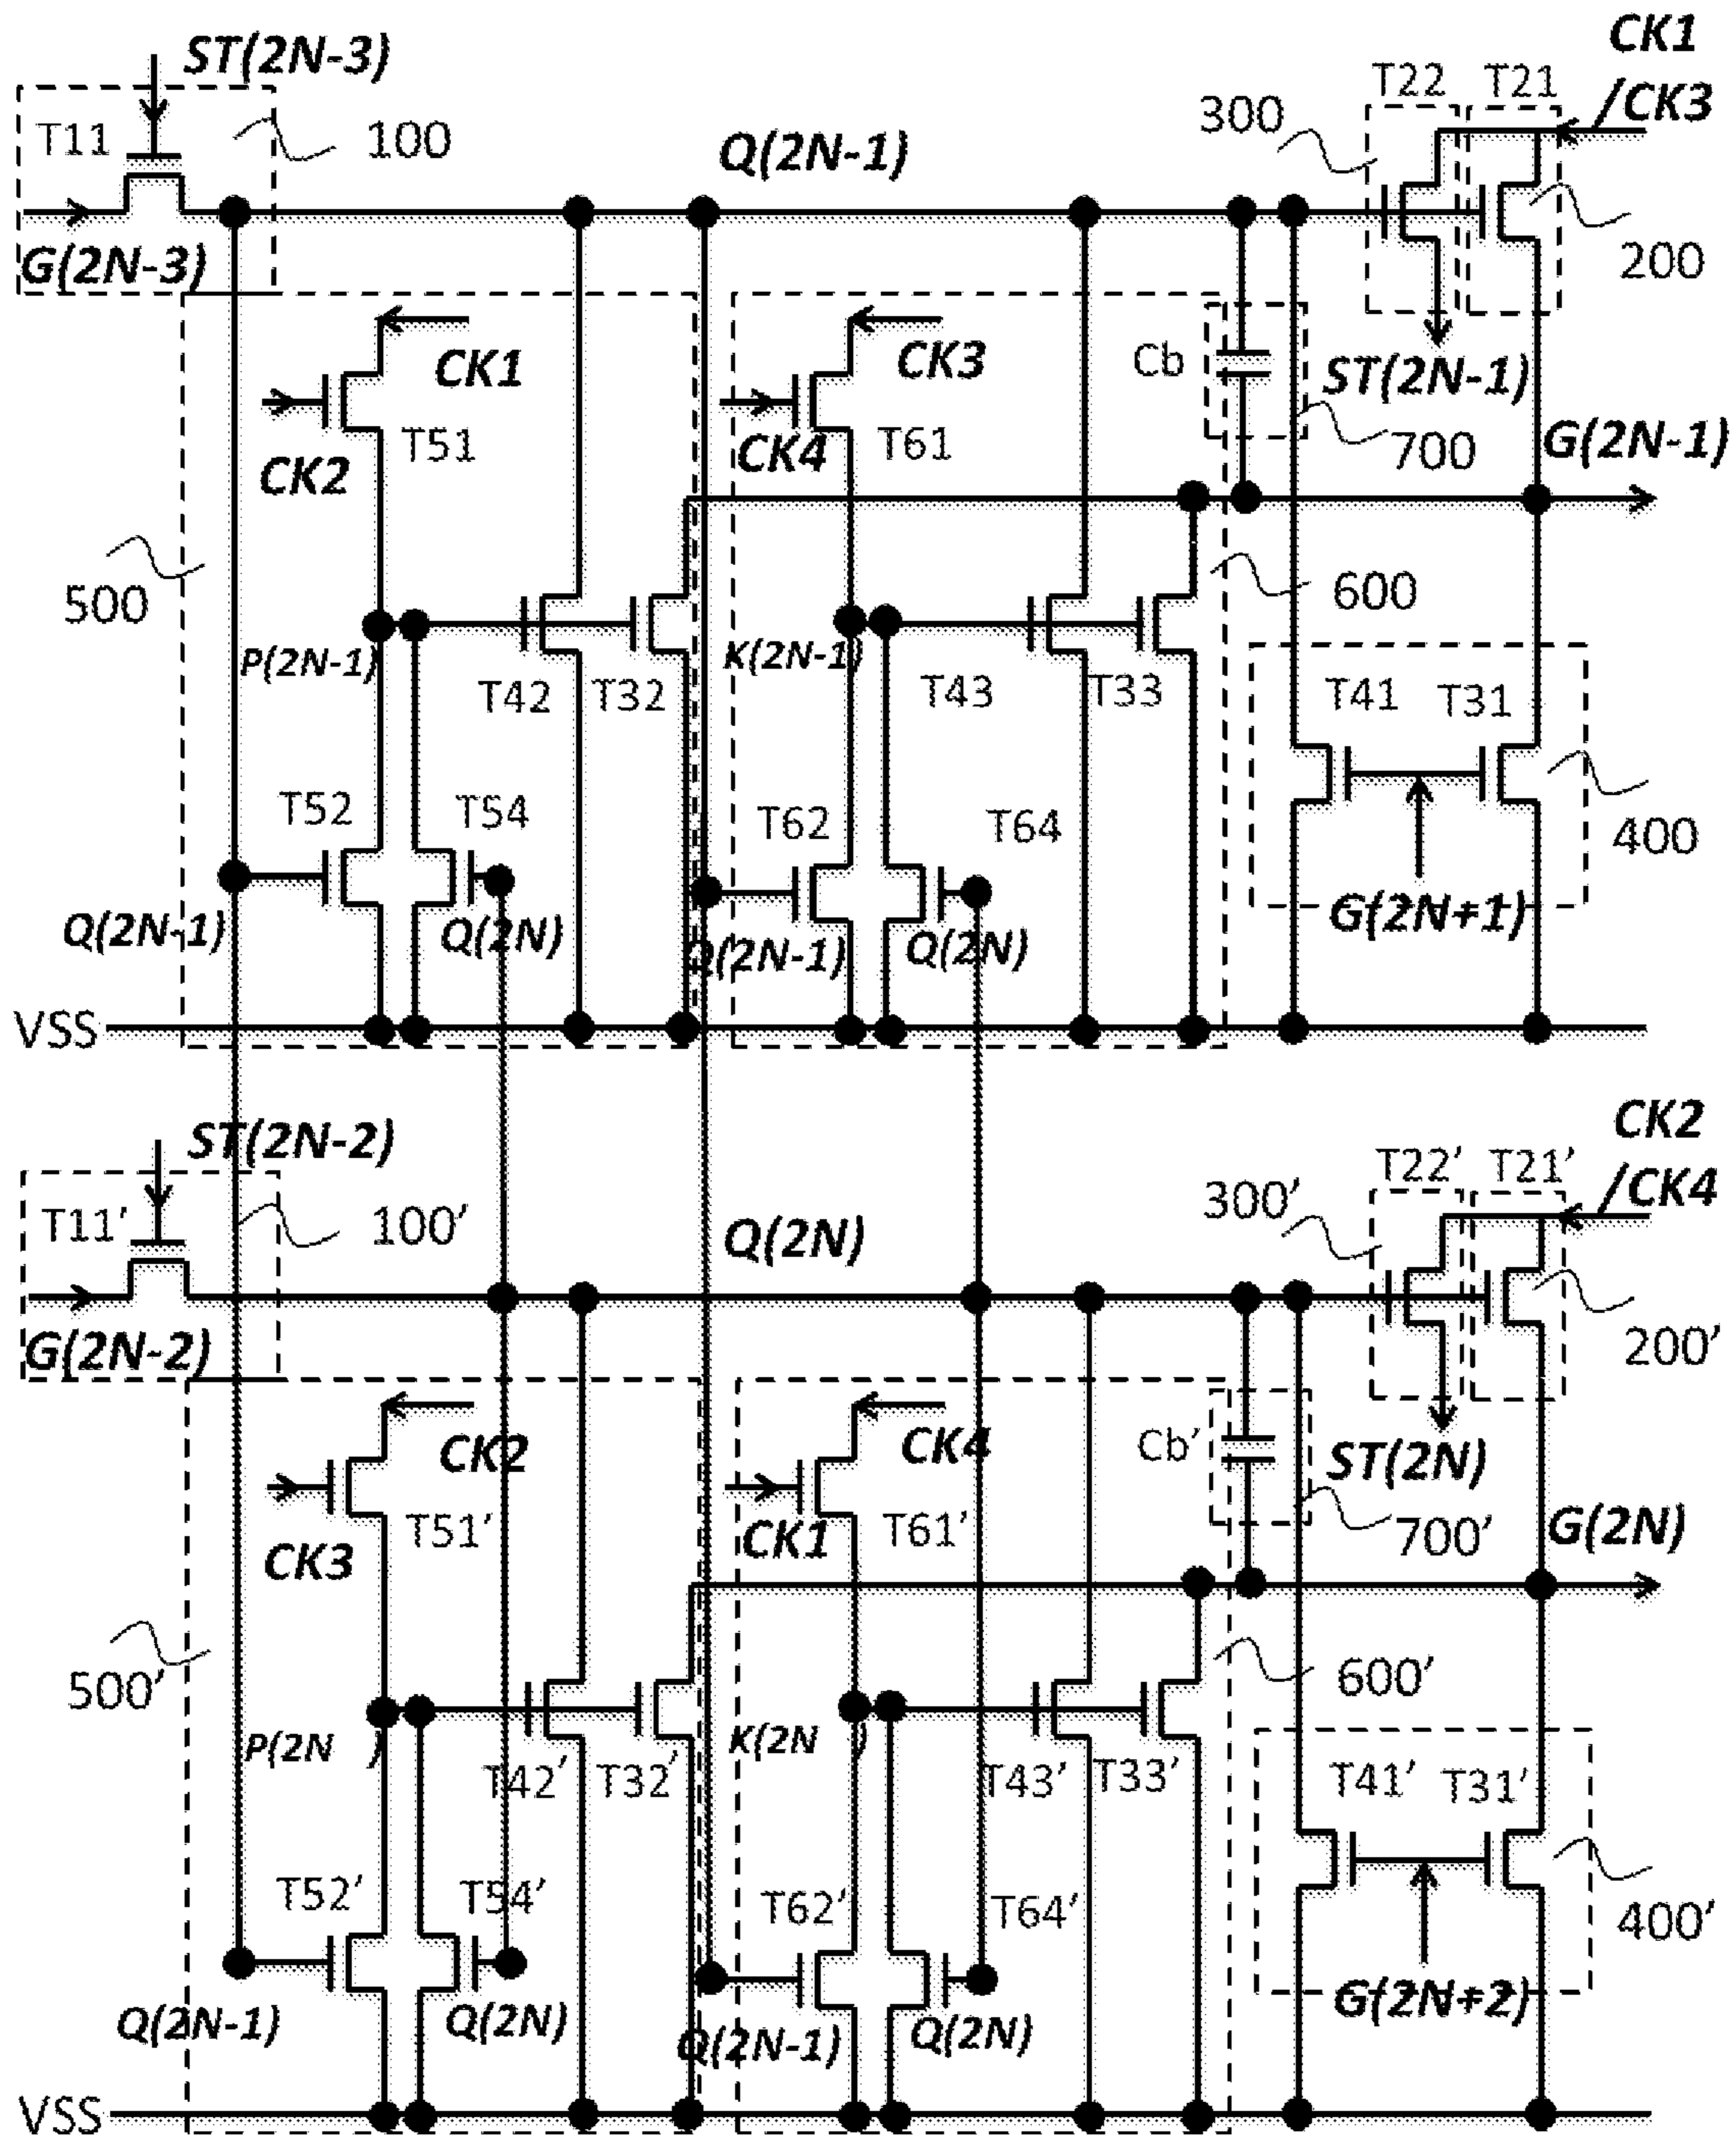 ST(2N-3)
CK1
/CK3
T22
T21
300
T11
100
Q(2N-1)
200
G(2N-3)
CK1
CK3
Cb
ST(2N-1)
T51
CK4
T61
700
G(2N-1)
CK2
500
600
P(2N-1)
K(2N-1)
T42
T32
T43
T33
T41
T31
T52
T54
T62
T64
400
Q(2N-1)
Q(2N)
Q(2N-1)
Q(2N)
G(2N+1)
VSS
ST(2N-2)
CK2
/CK4
T22'
T21'
300'
T11'
100'
Q(2N)
200'
G(2N-2)
CK2
CK4
Cb'
ST(2N)
T51'
CK1
T61'
700'
G(2N)
CK3
500'
600'
P(2N )
K(2N )
T42'
T32'
T43'
T33'
T41'
T31'
T52'
T54'
T62'
T64'
400'
Q(2N-1)
Q(2N)
Q(2N-1)
Q(2N)
G(2N+2)
VSS